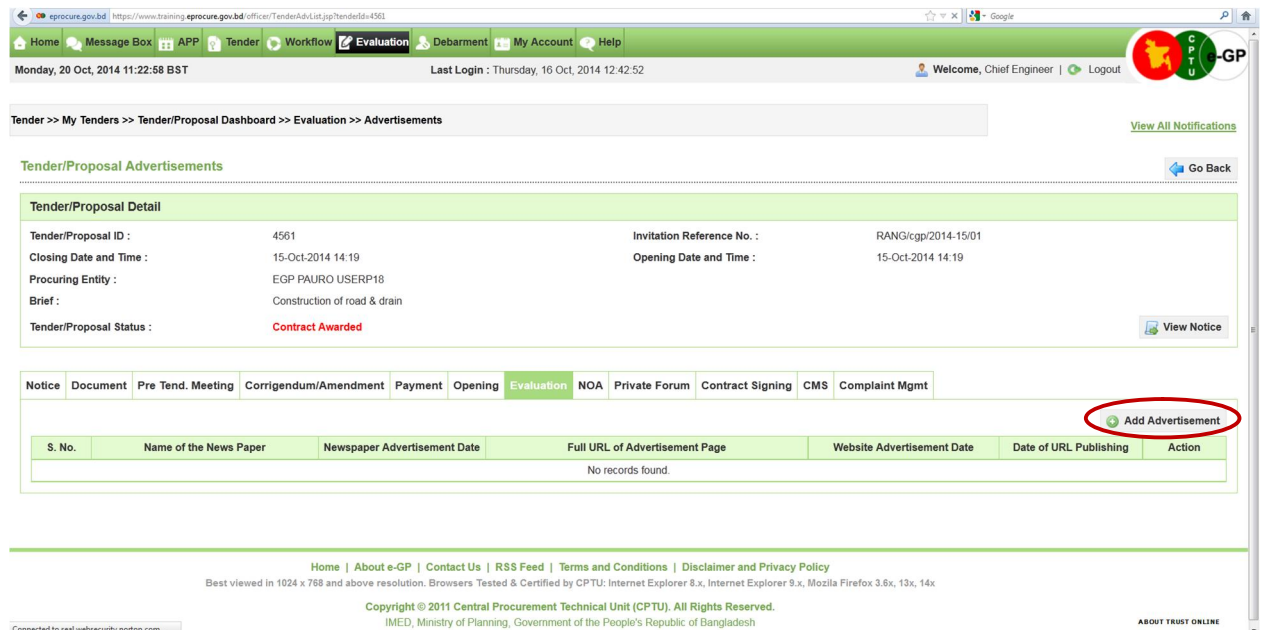 eprocure.gov.bd https://www.training.eprocure.gov.bd/officer/TenderAdvList.jsp?tenderId=4561 Google
Home Message Box APP Tender Workflow Evaluation Debarment My Account Help
CPTU e-GP
Monday, 20 Oct, 2014 11:22:58 BST Last Login : Thursday, 16 Oct, 2014 12:42:52 Welcome, Chief Engineer | Logout
Tender >> My Tenders >> Tender/Proposal Dashboard >> Evaluation >> Advertisements
View All Notifications
Tender/Proposal Advertisements Go Back
Tender/Proposal Detail
Tender/Proposal ID : 4561 Invitation Reference No. : RANG/cgp/2014-15/01
Closing Date and Time : 15-Oct-2014 14:19 Opening Date and Time : 15-Oct-2014 14:19
Procuring Entity : EGP PAURO USERP18
Brief : Construction of road & drain
Tender/Proposal Status : Contract Awarded View Notice
Notice Document Pre Tend. Meeting Corrigendum/Amendment Payment Opening Evaluation NOA Private Forum Contract Signing CMS Complaint Mgmt
Add Advertisement
S. No. Name of the News Paper Newspaper Advertisement Date Full URL of Advertisement Page Website Advertisement Date Date of URL Publishing Action
No records found.
Home | About e-GP | Contact Us | RSS Feed | Terms and Conditions | Disclaimer and Privacy Policy
Best viewed in 1024 x 768 and above resolution. Browsers Tested & Certified by CPTU: Internet Explorer 8.x, Internet Explorer 9.x, Mozila Firefox 3.6x, 13x, 14x
Copyright © 2011 Central Procurement Technical Unit (CPTU). All Rights Reserved.
IMED, Ministry of Planning, Government of the People's Republic of Bangladesh
ABOUT TRUST ONLINE
Connected to seal.websecurity.norton.com